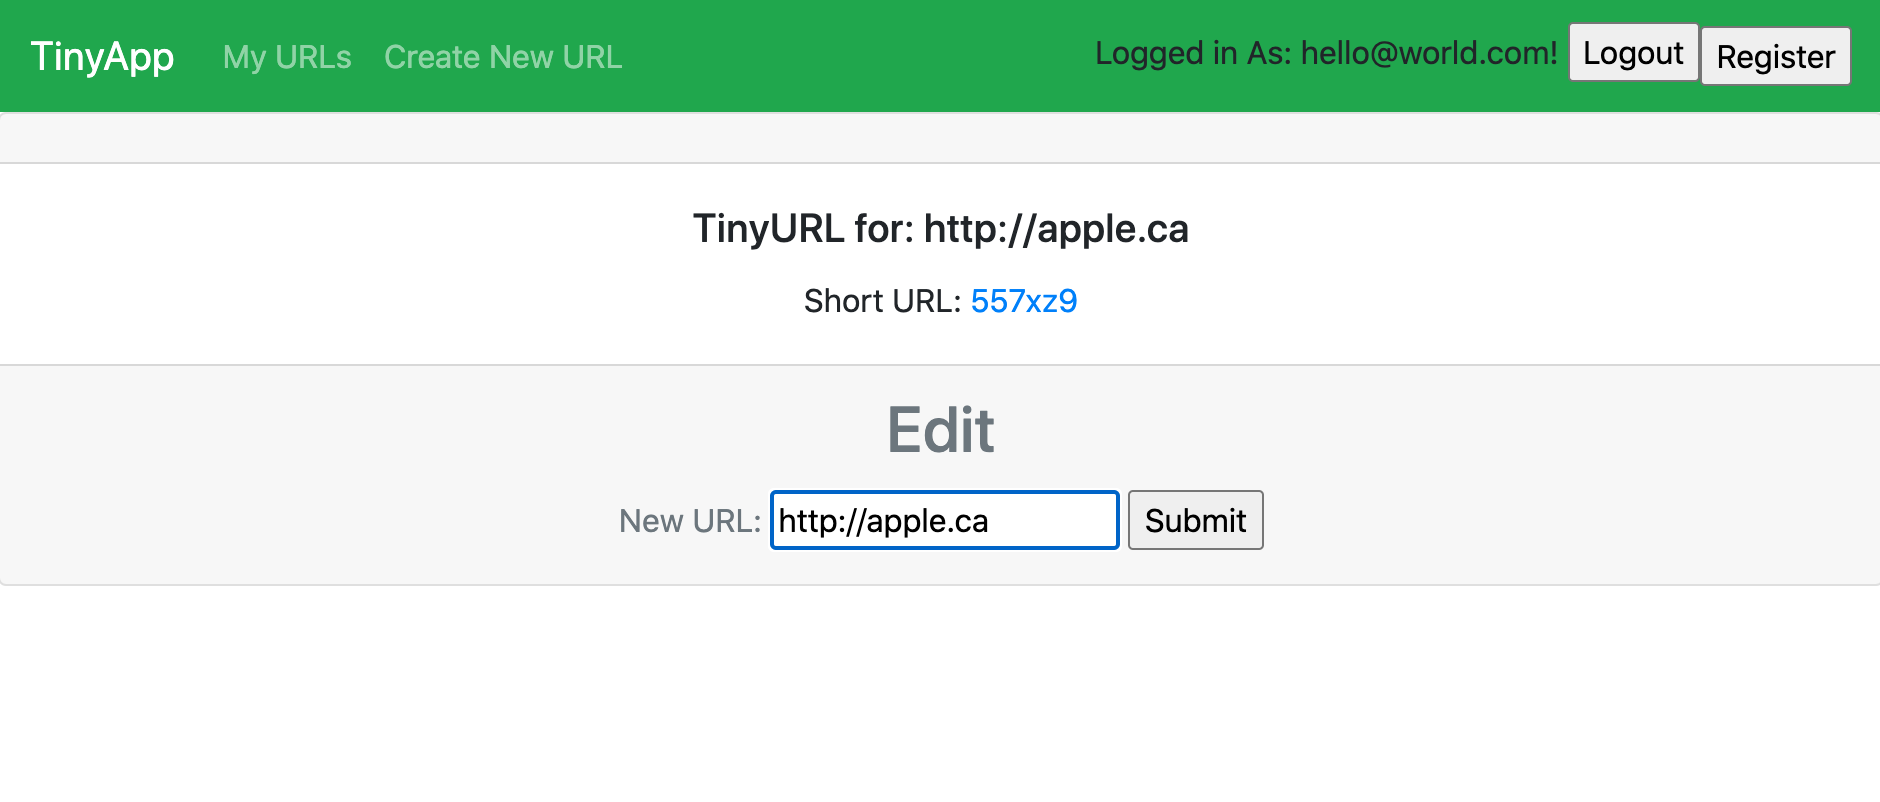 TinyApp My URLs Create New URL Logged in As: hello@world.com! Logout Register
TinyURL for: http://apple.ca
Short URL: 557xz9
Edit
New URL: http://apple.ca Submit